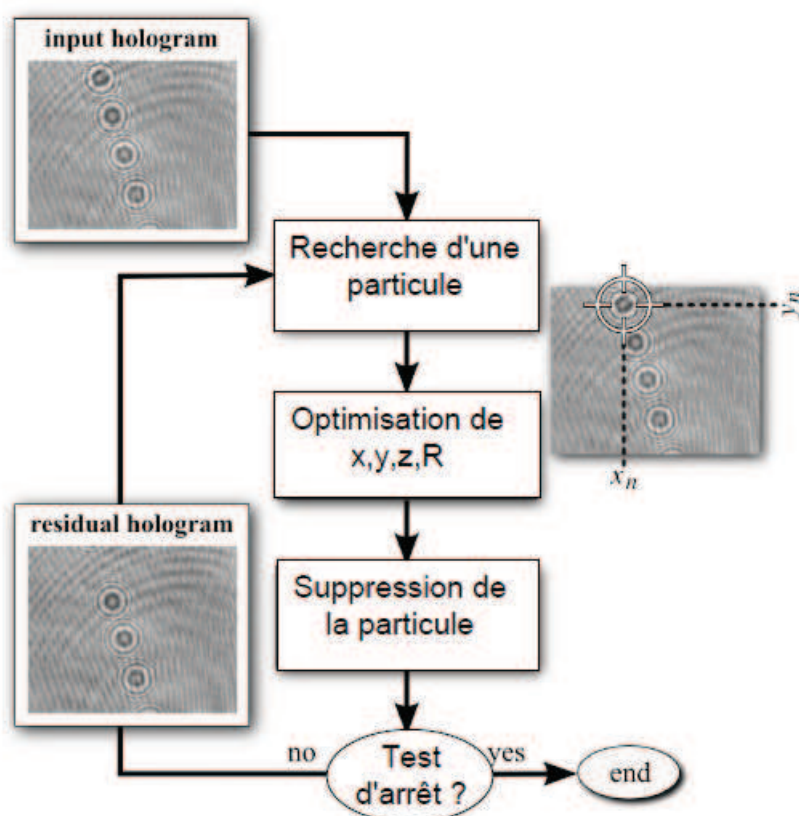 input hologram
Recherche d'une
particule
y_n
Optimisation de
x,y,z,R
x_n
residual hologram
Suppression de
la particule
no
Test
d'arrêt ?
yes
end